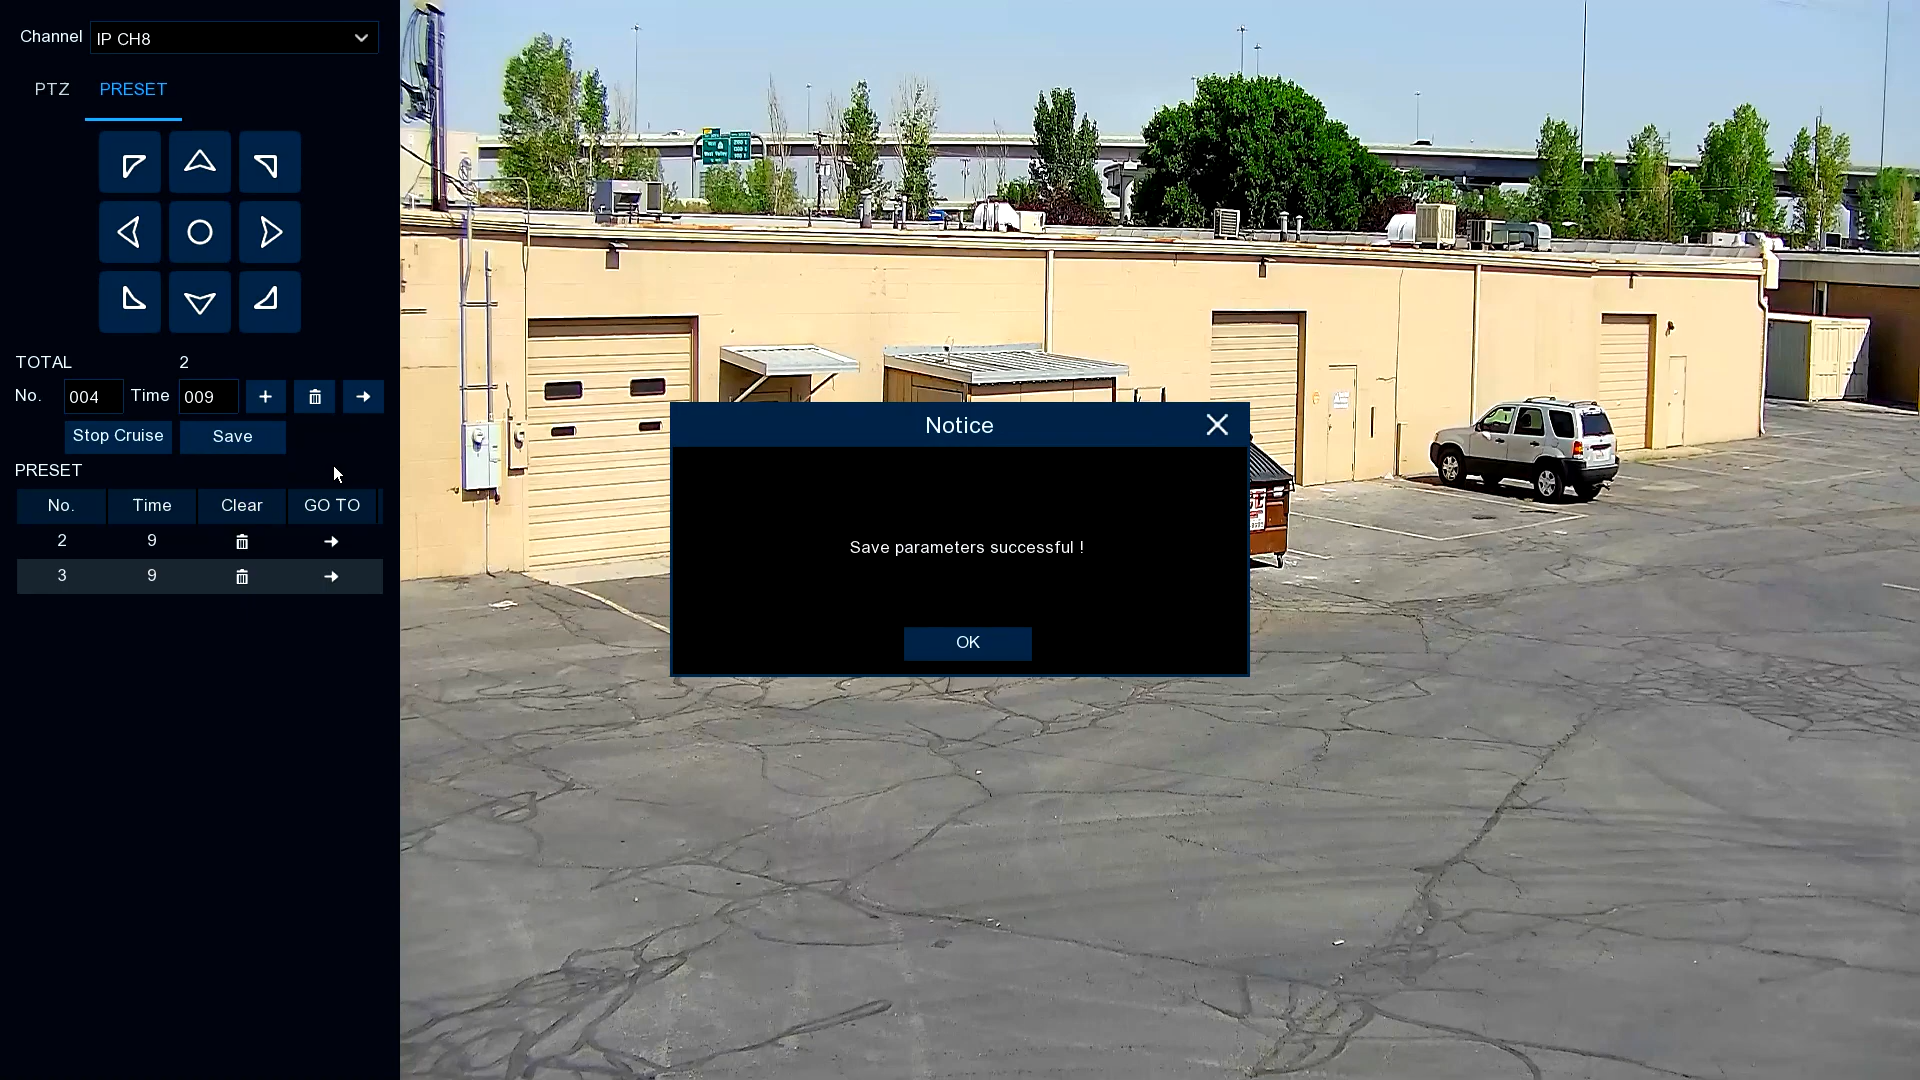 Channel IP CH8
PTZ PRESET
TOTAL 2
No. 004 Time 009
Stop Cruise Save
PRESET
No. Time Clear GO TO
2 9
3 9
Notice
Save parameters successful !
OK